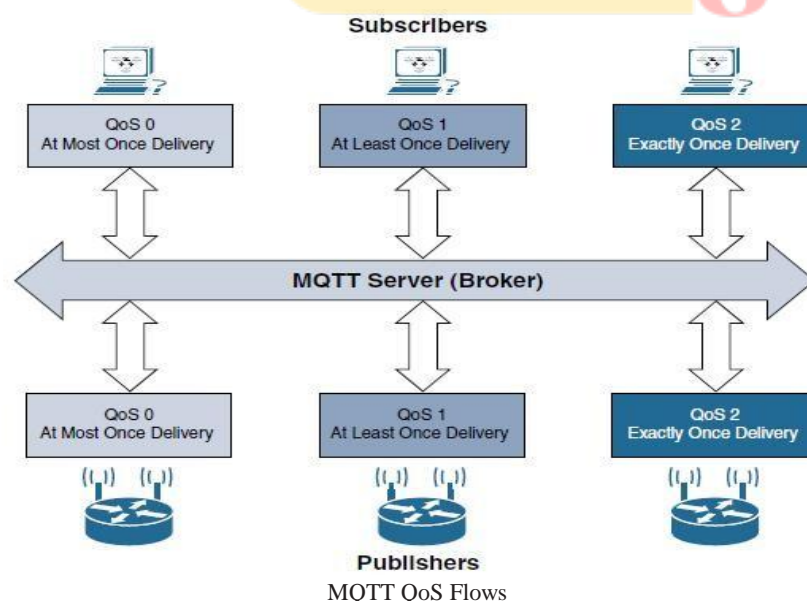 Subscribers
QoS 0
At Most Once Delivery
QoS 1
At Least Once Delivery
QoS 2
Exactly Once Delivery
MQTT Server (Broker)
QoS 0
At Most Once Delivery
QoS 1
At Least Once Delivery
QoS 2
Exactly Once Delivery
Publishers
MQTT QoS Flows